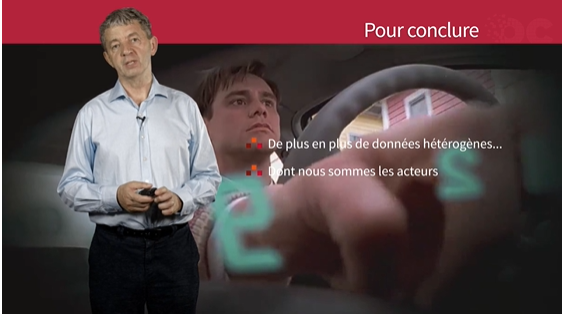 Pour conclure
De plus en plus de données hétérogènes...
Dont nous sommes les acteurs